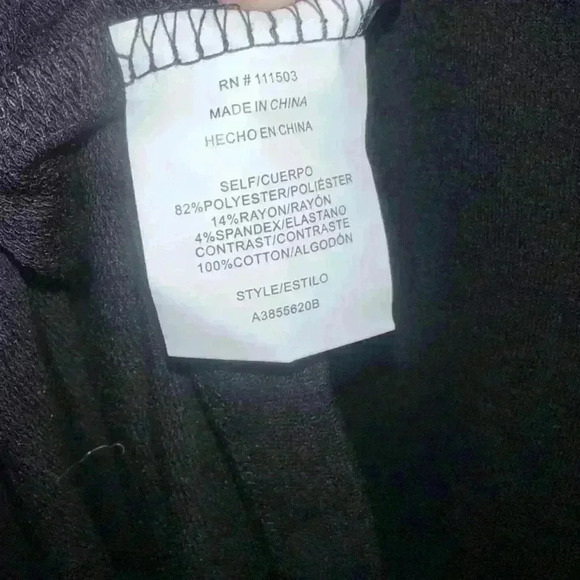 RN # 111503
MADE IN CHINA
HECHO EN CHINA
SELF/CUERPO
82%POLYESTER/POLIÉSTER
14%RAYON/RAYÓN
4%SPANDEX/ELASTANO
CONTRAST/CONTRASTE
100%COTTON/ALGODÓN
STYLE/ESTILO
A3855620B